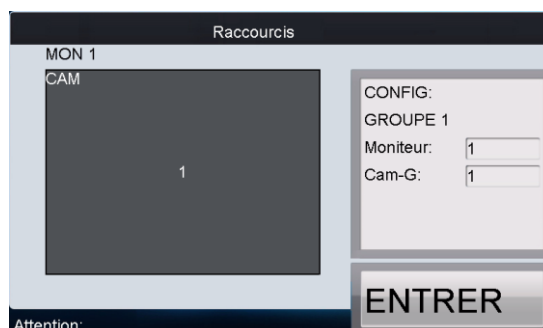 Raccourcis
MON 1
CAM
1
CONFIG:
GROUPE 1
Moniteur: 1
Cam-G: 1
ENTRER
Attention: